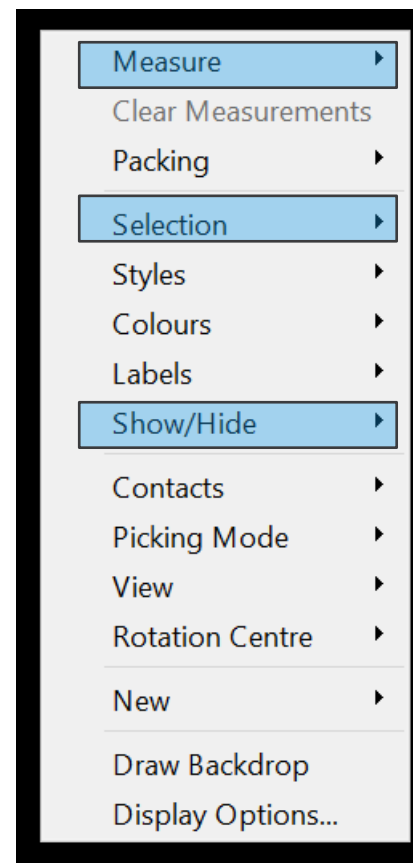 Measure
Clear Measurements
Packing
Selection
Styles
Colours
Labels
Show/Hide
Contacts
Picking Mode
View
Rotation Centre
New
Draw Backdrop
Display Options...